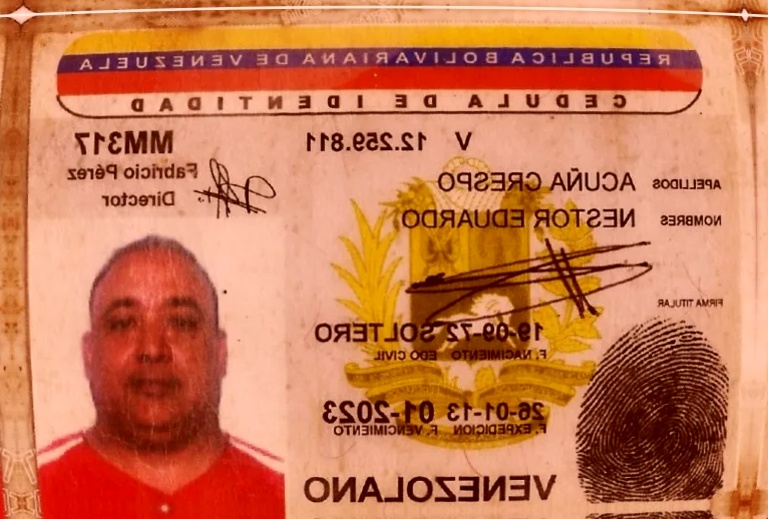 REPUBLICA BOLIVARIANA DE VENEZUELA
CEDULA DE IDENTIDAD
V 12.259.811
MM317
Fabricio Pérez
Director
APELLIDOS ACUÑA CRESPO
NOMBRES NESTOR EDUARDO
FIRMA TITULAR
19-09-72 SOLTERO
F. NACIMIENTO EDO CIVIL
26-01-13 01-2023
F. EXPEDICION F. VENCIMIENTO
VENEZOLANO